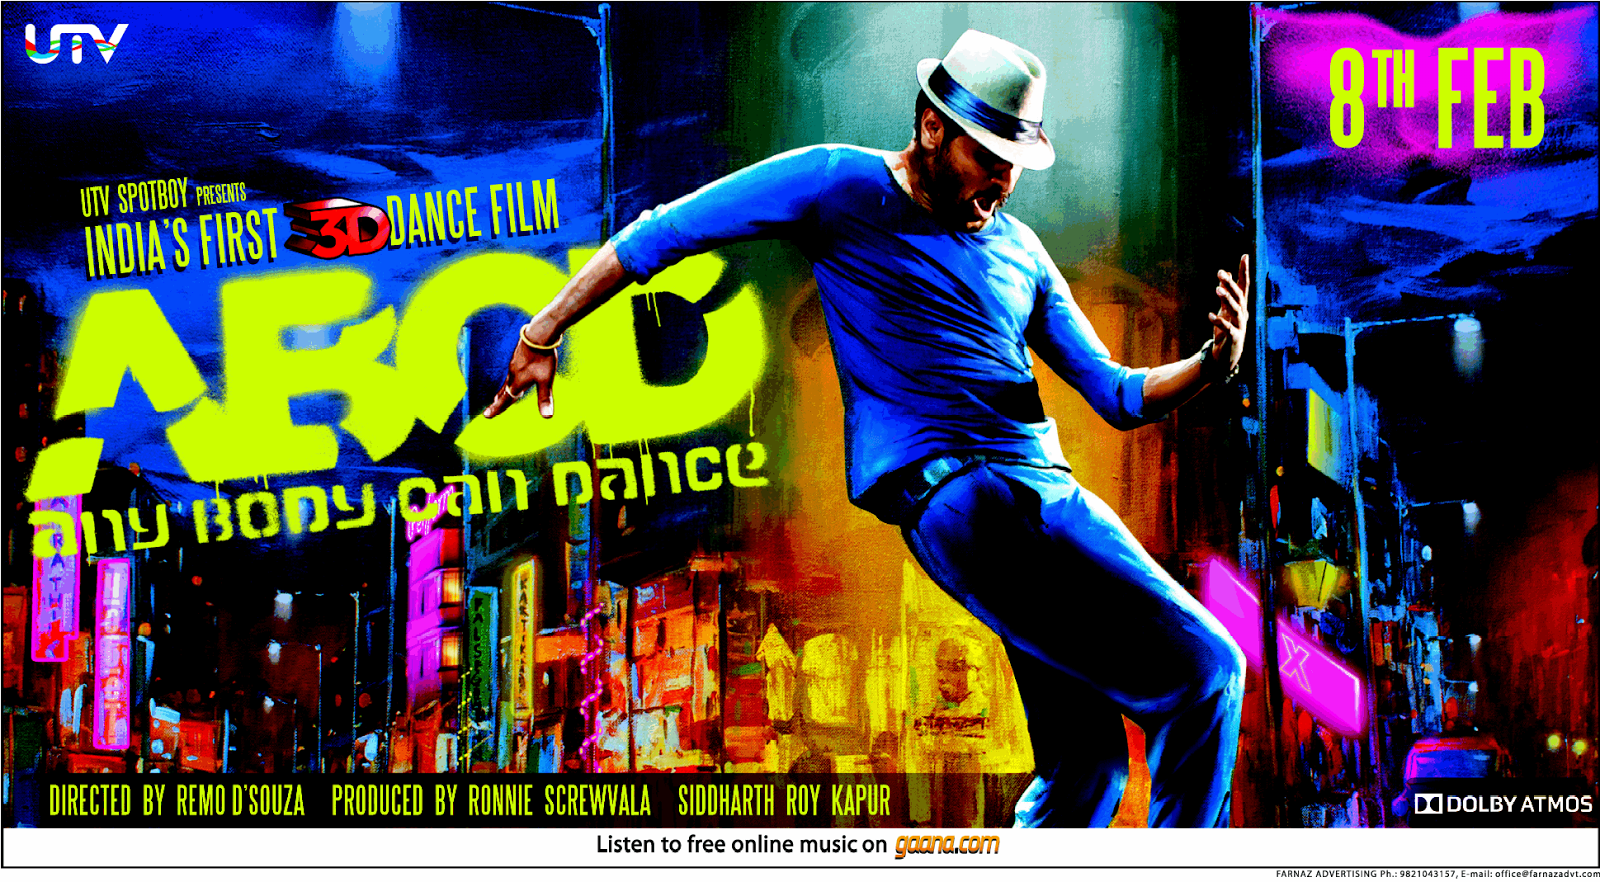 UTV
8TH FEB
UTV SPOTBOY PRESENTS
INDIA'S FIRST 3D DANCE FILM
ABCD
any BODy can Dance
KARTIKRAJ
X
DIRECTED BY REMO D'SOUZA PRODUCED BY RONNIE SCREWVALA SIDDHARTH ROY KAPUR
DOLBY ATMOS
Listen to free online music on gaana.com
FARNAZ ADVERTISING Ph.: 9821043157, E-mail: office@farnazadvt.com